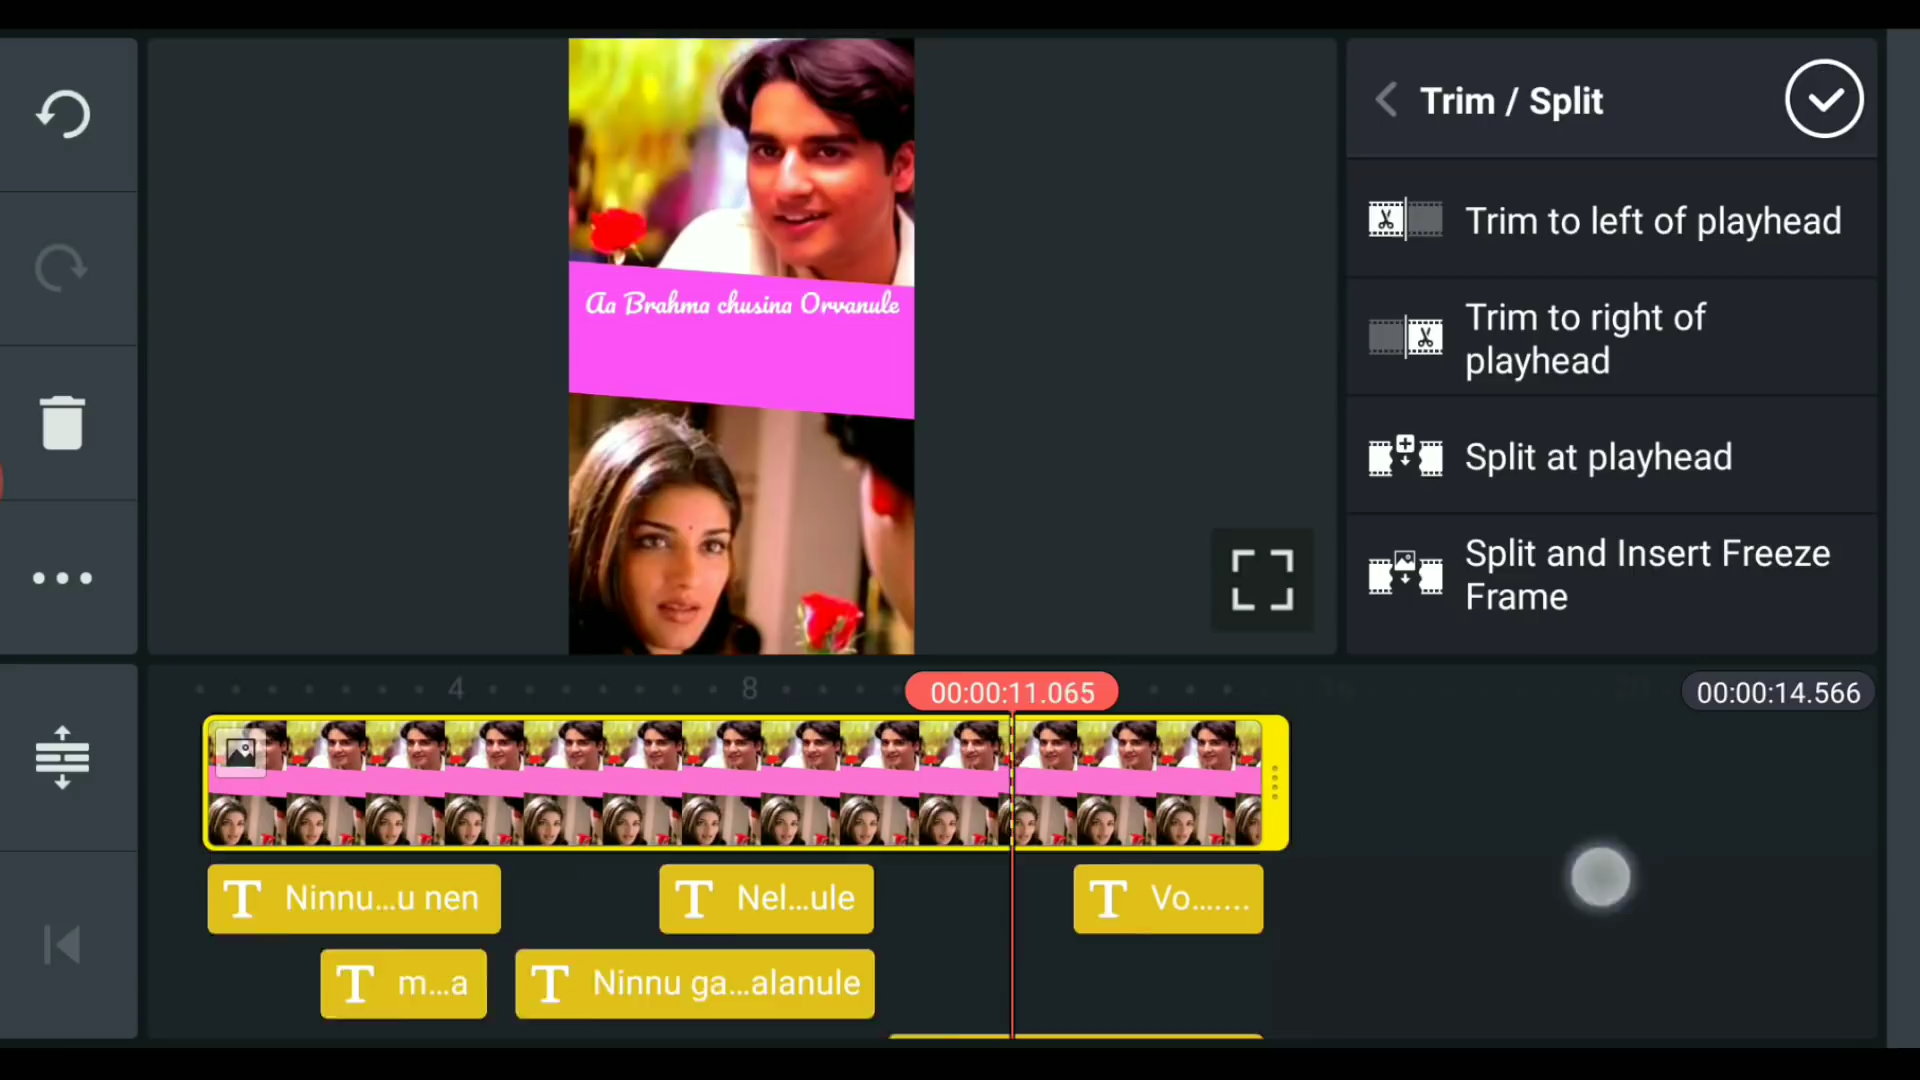 Trim / Split
Trim to left of playhead
Trim to right of
playhead
Split at playhead
Split and Insert Freeze
Frame
Aa Brahma chusina Orvanule
4
8
00:00:11.065
00:00:14.566
T Ninnu...u nen
T Nel...ule
T Vo.......
T m...a
T Ninnu ga...alanule